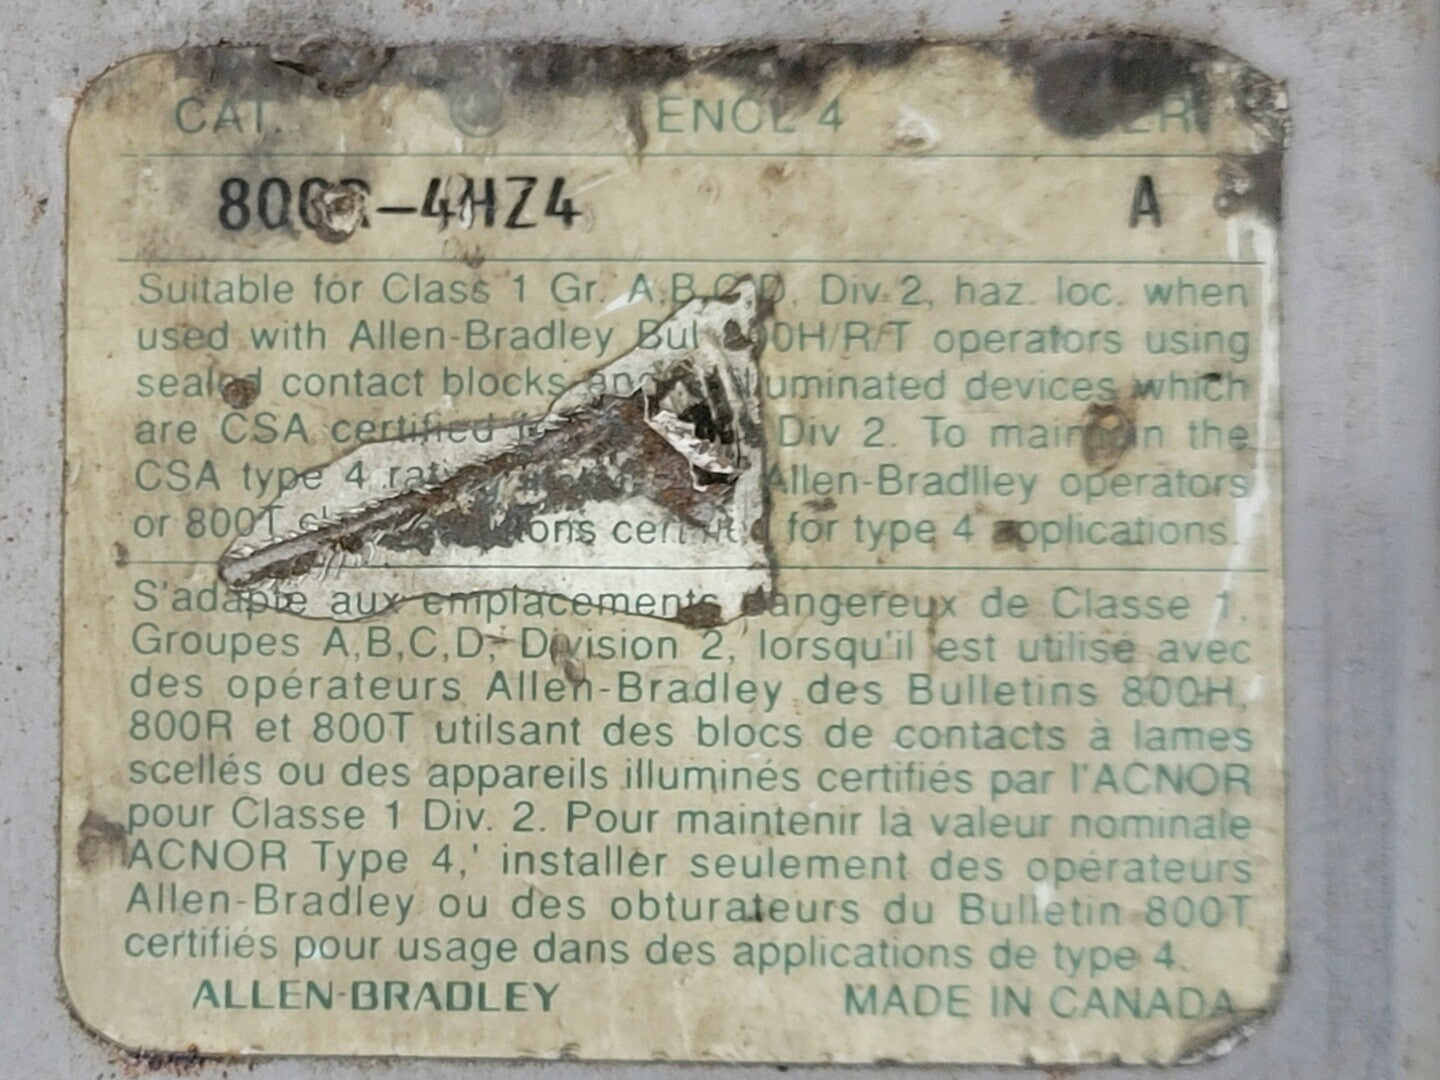 CAT. ENCL 4
800R-4HZ4 A
Suitable for Class 1 Gr. A,B,C,D, Div. 2, haz. loc. when
used with Allen-Bradley Bul 00H/R/T operators using
sealed contact blocks and uminated devices which
are CSA certified Div 2. To maintain the
CSA type 4 Allen-Bradlley operators
or 800T certified for type 4 applications.
S'adapte aux emplacements dangereux de Classe 1.
Groupes A,B,C,D, Division 2, lorsqu'il est utilisé avec
des opérateurs Allen-Bradley des Bulletins 800H,
800R et 800T utilsant des blocs de contacts à lames
scellés ou des appareils illuminés certifiés par l'ACNOR
pour Classe 1 Div. 2. Pour maintenir la valeur nominale
ACNOR Type 4,' installer seulement des opérateurs
Allen-Bradley ou des obturateurs du Bulletin 800T
certifiés pour usage dans des applications de type 4.
ALLEN-BRADLEY MADE IN CANADA